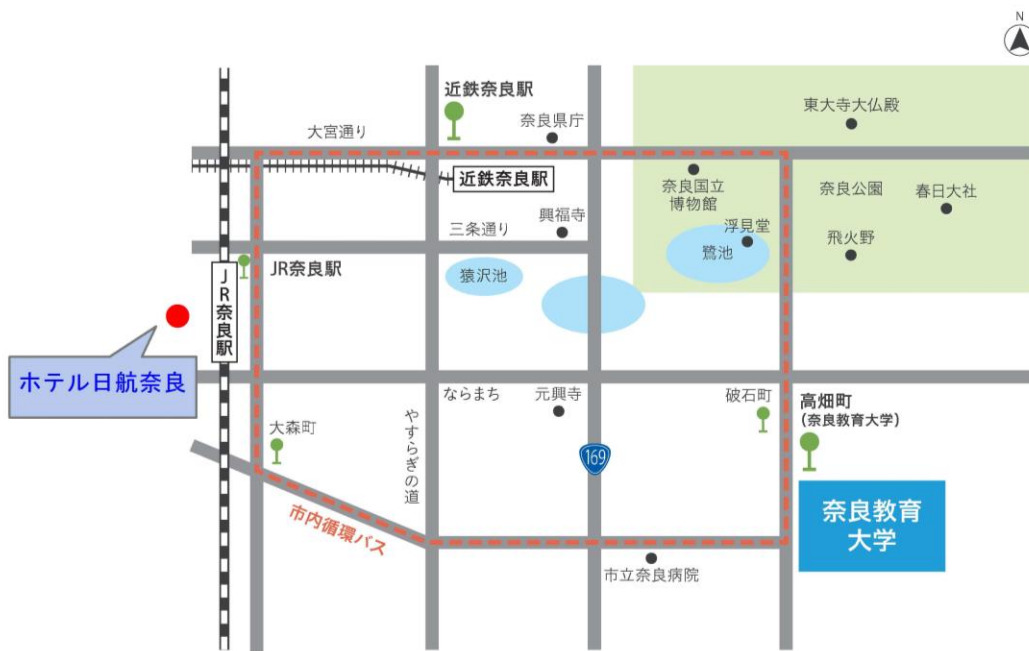 N
近鉄奈良駅
東大寺大仏殿
奈良県庁
大宮通り
近鉄奈良駅
奈良国立
博物館
奈良公園
春日大社
興福寺
三条通り
浮見堂
飛火野
鷺池
JR奈良駅
猿沢池
JR奈良駅
ホテル日航奈良
ならまち
元興寺
破石町
高畑町
(奈良教育大学)
大森町
やすらぎの道
169
市内循環バス
奈良教育
大学
市立奈良病院